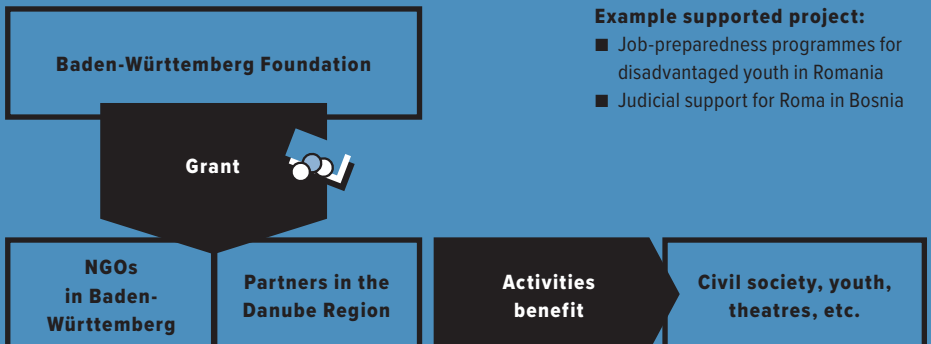 Baden-Württemberg Foundation
Example supported project:
■ Job-preparedness programmes for
disadvantaged youth in Romania
■ Judicial support for Roma in Bosnia
Grant
NGOs
in Baden-
Württemberg
Partners in the
Danube Region
Activities
benefit
Civil society, youth,
theatres, etc.